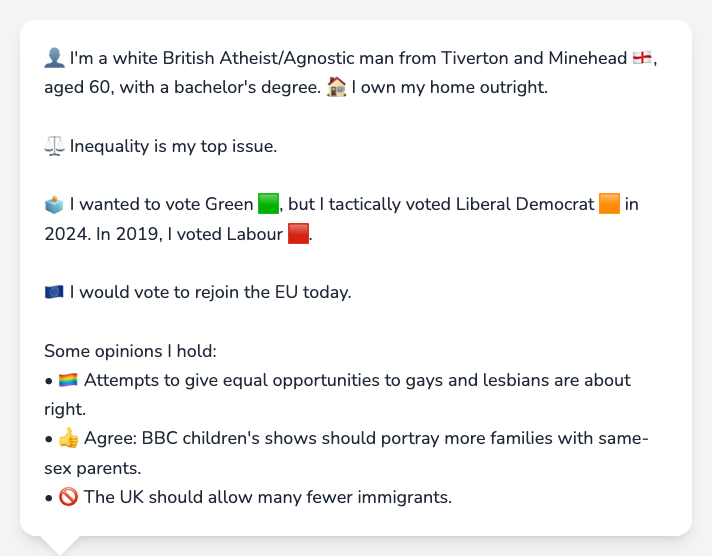 👤 I'm a white British Atheist/Agnostic man from Tiverton and Minehead 🏴󠁧󠁢󠁥󠁮󠁧󠁿,
aged 60, with a bachelor's degree. 🏠 I own my home outright.
⚖️ Inequality is my top issue.
🗳️ I wanted to vote Green 🟩, but I tactically voted Liberal Democrat 🟧 in
2024. In 2019, I voted Labour 🟥.
🇪🇺 I would vote to rejoin the EU today.
Some opinions I hold:
• 🏳️‍🌈 Attempts to give equal opportunities to gays and lesbians are about
right.
• 👍 Agree: BBC children's shows should portray more families with same-
sex parents.
• 🚫 The UK should allow many fewer immigrants.